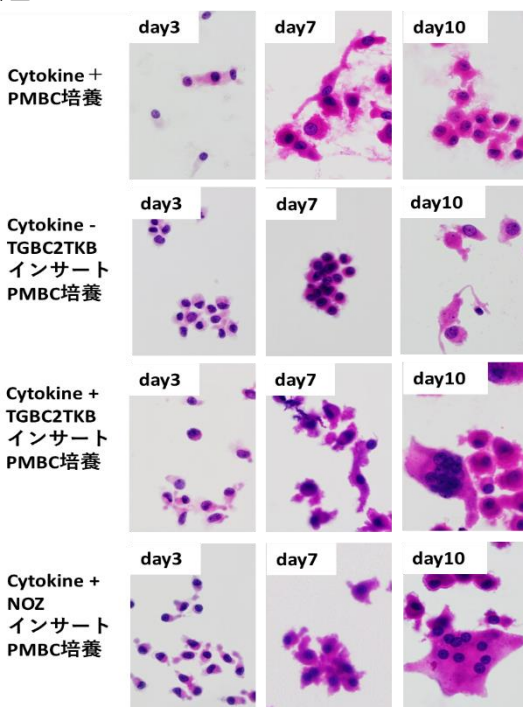 day3
day7
day10
Cytokine+
PMBC培養
day3
day7
day10
Cytokine -
TGBC2TKB
インサート
PMBC培養
day3
day7
day10
Cytokine +
TGBC2TKB
インサート
PMBC培養
day3
day7
day10
Cytokine +
NOZ
インサート
PMBC培養